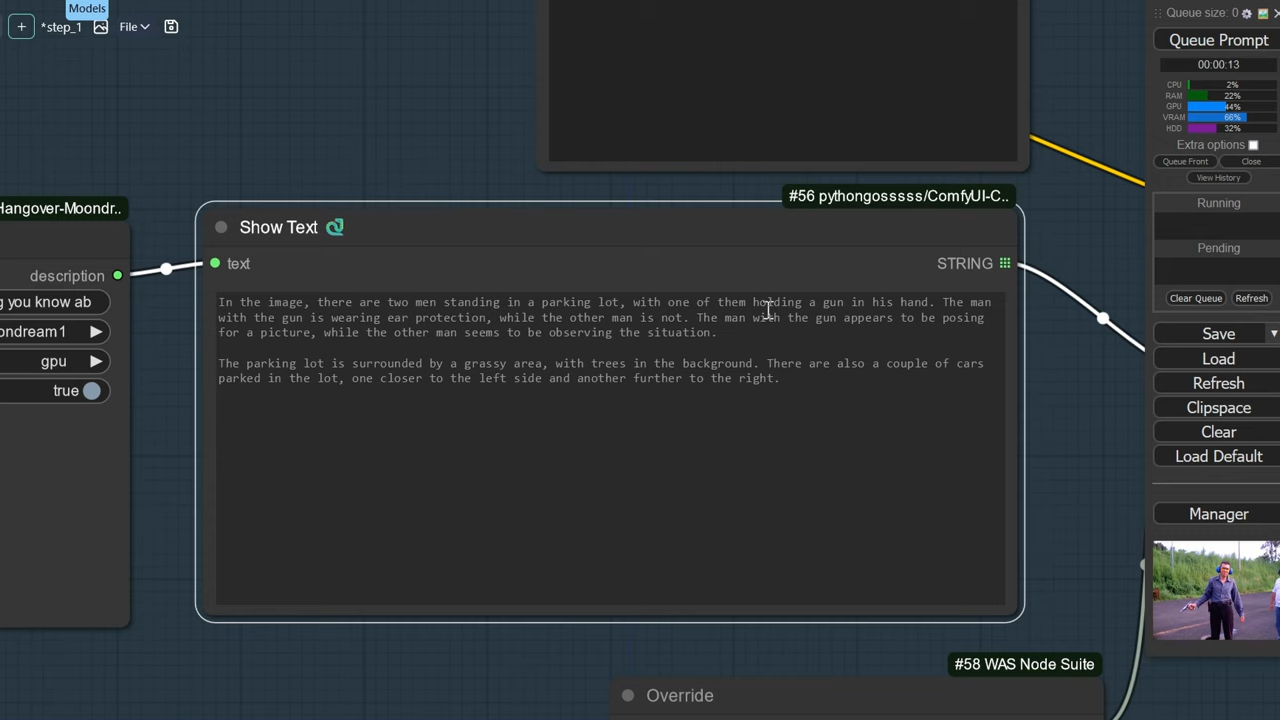 Models
+ *step_1 File
Queue size: 0
Queue Prompt
00:00:13
CPU 2%
RAM 22%
GPU 44%
VRAM 66%
HDD 32%
Extra options
Queue Front Close
View History
#56 pythongosssss/ComfyUI-C..
Running
Hangover-Moondr..
Show Text
Pending
description
text
STRING
g you know ab
ondream1
gpu
true
In the image, there are two men standing in a parking lot, with one of them holding a gun in his hand. The man
with the gun is wearing ear protection, while the other man is not. The man with the gun appears to be posing
for a picture, while the other man seems to be observing the situation.
The parking lot is surrounded by a grassy area, with trees in the background. There are also a couple of cars
parked in the lot, one closer to the left side and another further to the right.
Clear Queue Refresh
Save
Load
Refresh
Clipspace
Clear
Load Default
Manager
#58 WAS Node Suite
Override